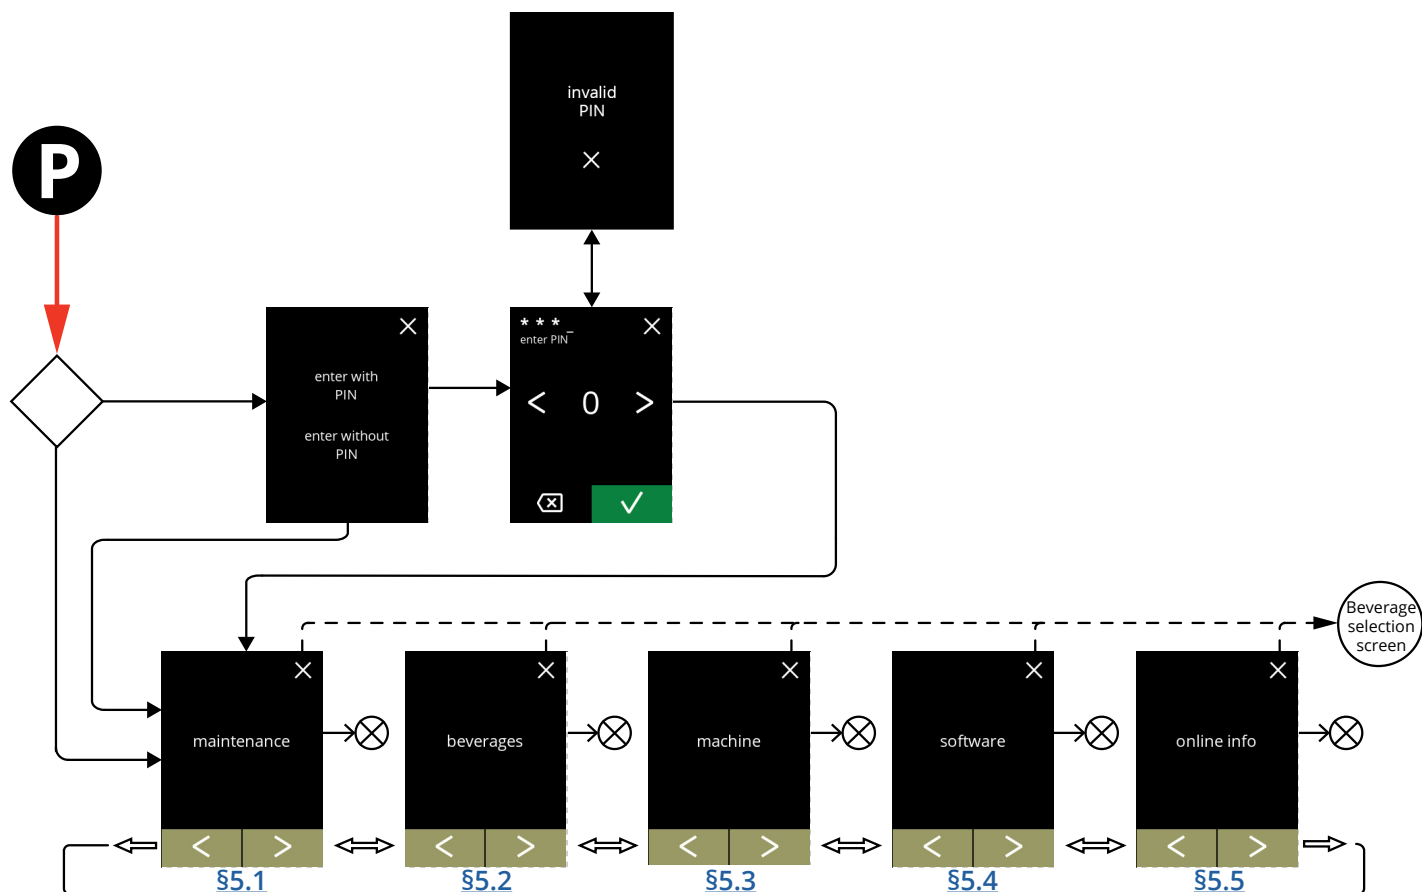 invalid
PIN
P
* * * _
enter PIN
enter with
PIN
enter without
PIN
< 0 >
Beverage
selection
screen
maintenance
beverages
machine
software
online info
< >
< >
< >
< >
< >
§5.1
§5.2
§5.3
§5.4
§5.5